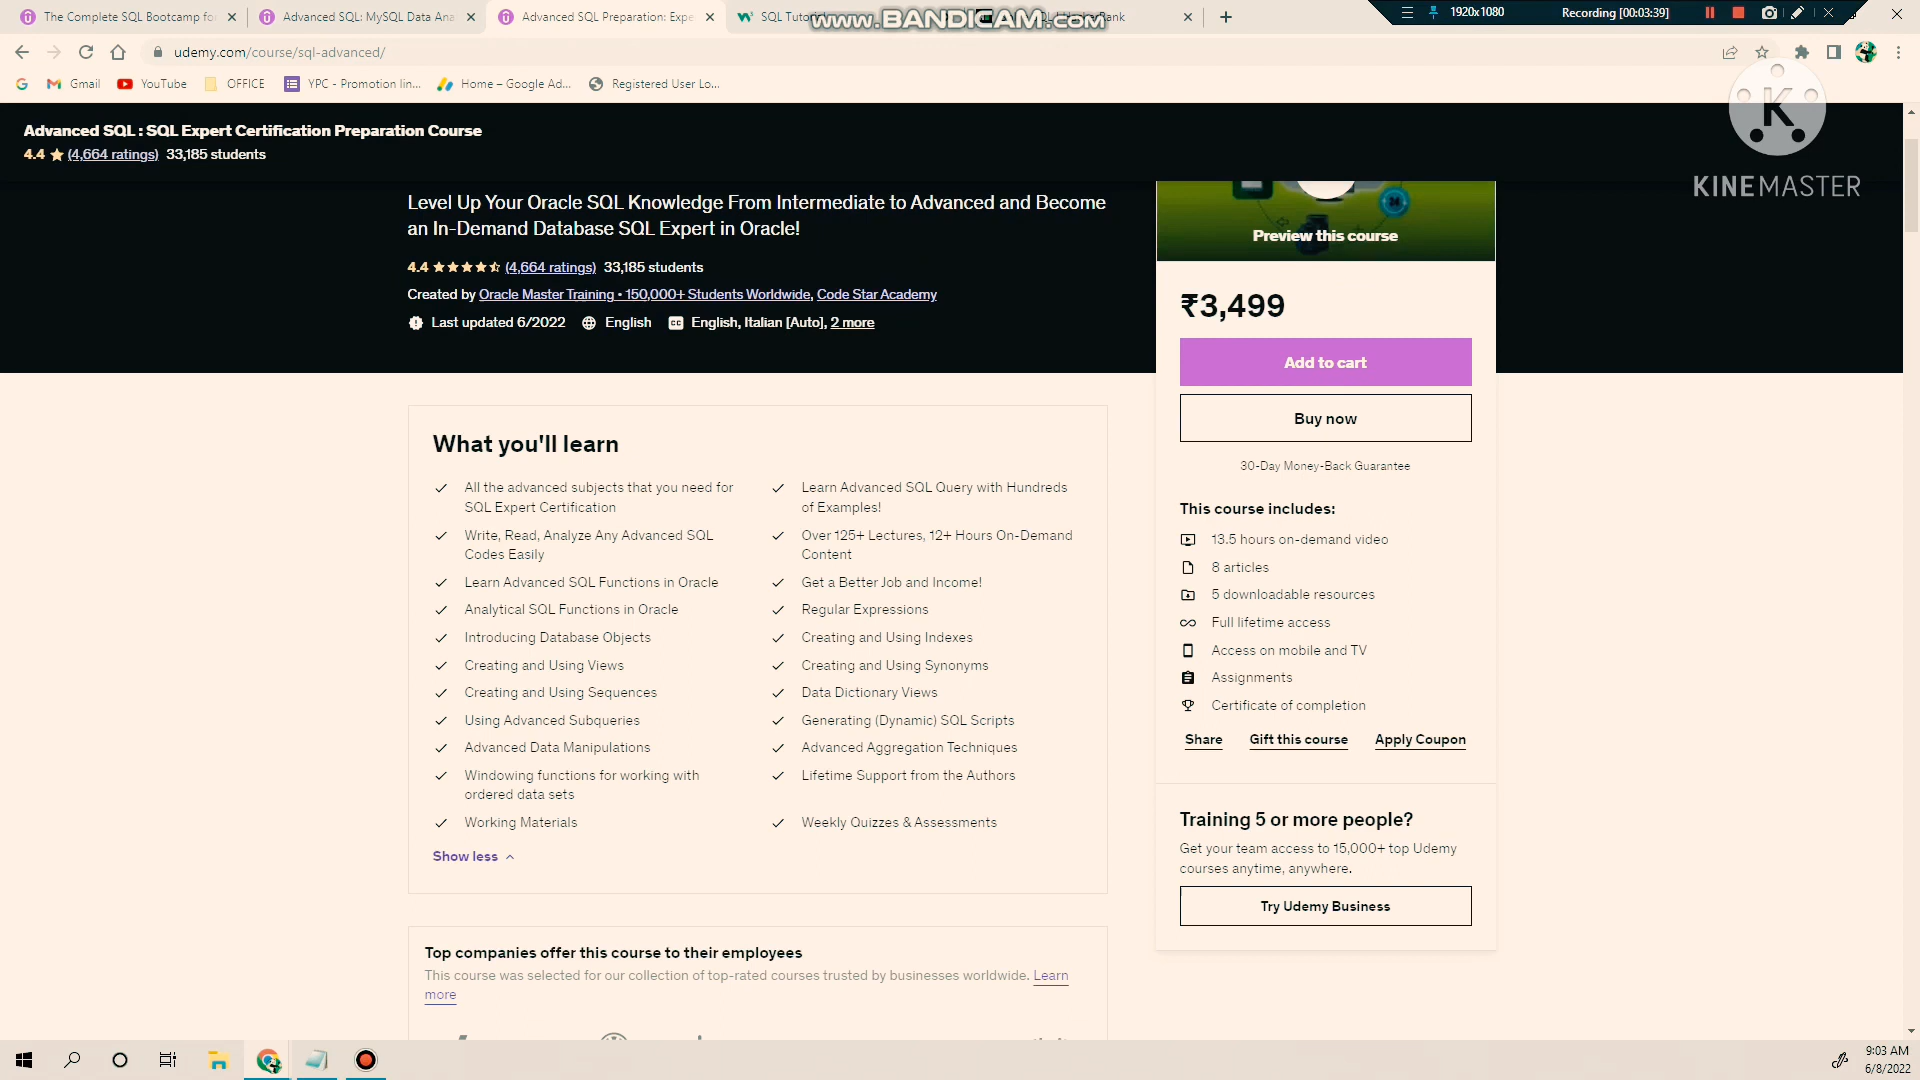 The Complete SQL Bootcamp fo
Advanced SQL: MySQL Data Ana
Advanced SQL Preparation: Expe
SQL Tutorial
HackerRank
www.BANDICAM.com
1920x1080
Recording [00:03:39]
udemy.com/course/sql-advanced/
Gmail
YouTube
OFFICE
YPC - Promotion lin...
Home – Google Ad...
Registered User Lo...
Advanced SQL : SQL Expert Certification Preparation Course
4.4 (4,664 ratings) 33,185 students
K
KINEMASTER
Level Up Your Oracle SQL Knowledge From Intermediate to Advanced and Become
an In-Demand Database SQL Expert in Oracle!
4.4 (4,664 ratings) 33,185 students
Created by Oracle Master Training • 150,000+ Students Worldwide, Code Star Academy
Last updated 6/2022 English English, Italian [Auto], 2 more
Preview this course
₹3,499
Add to cart
Buy now
30-Day Money-Back Guarantee
This course includes:
13.5 hours on-demand video
8 articles
5 downloadable resources
Full lifetime access
Access on mobile and TV
Assignments
Certificate of completion
Share Gift this course Apply Coupon
Training 5 or more people?
Get your team access to 15,000+ top Udemy
courses anytime, anywhere.
Try Udemy Business
What you'll learn
All the advanced subjects that you need for
SQL Expert Certification
Write, Read, Analyze Any Advanced SQL
Codes Easily
Learn Advanced SQL Functions in Oracle
Analytical SQL Functions in Oracle
Introducing Database Objects
Creating and Using Views
Creating and Using Sequences
Using Advanced Subqueries
Advanced Data Manipulations
Windowing functions for working with
ordered data sets
Working Materials
Learn Advanced SQL Query with Hundreds
of Examples!
Over 125+ Lectures, 12+ Hours On-Demand
Content
Get a Better Job and Income!
Regular Expressions
Creating and Using Indexes
Creating and Using Synonyms
Data Dictionary Views
Generating (Dynamic) SQL Scripts
Advanced Aggregation Techniques
Lifetime Support from the Authors
Weekly Quizzes & Assessments
Show less
Top companies offer this course to their employees
This course was selected for our collection of top-rated courses trusted by businesses worldwide. Learn
more
9:03 AM
6/8/2022